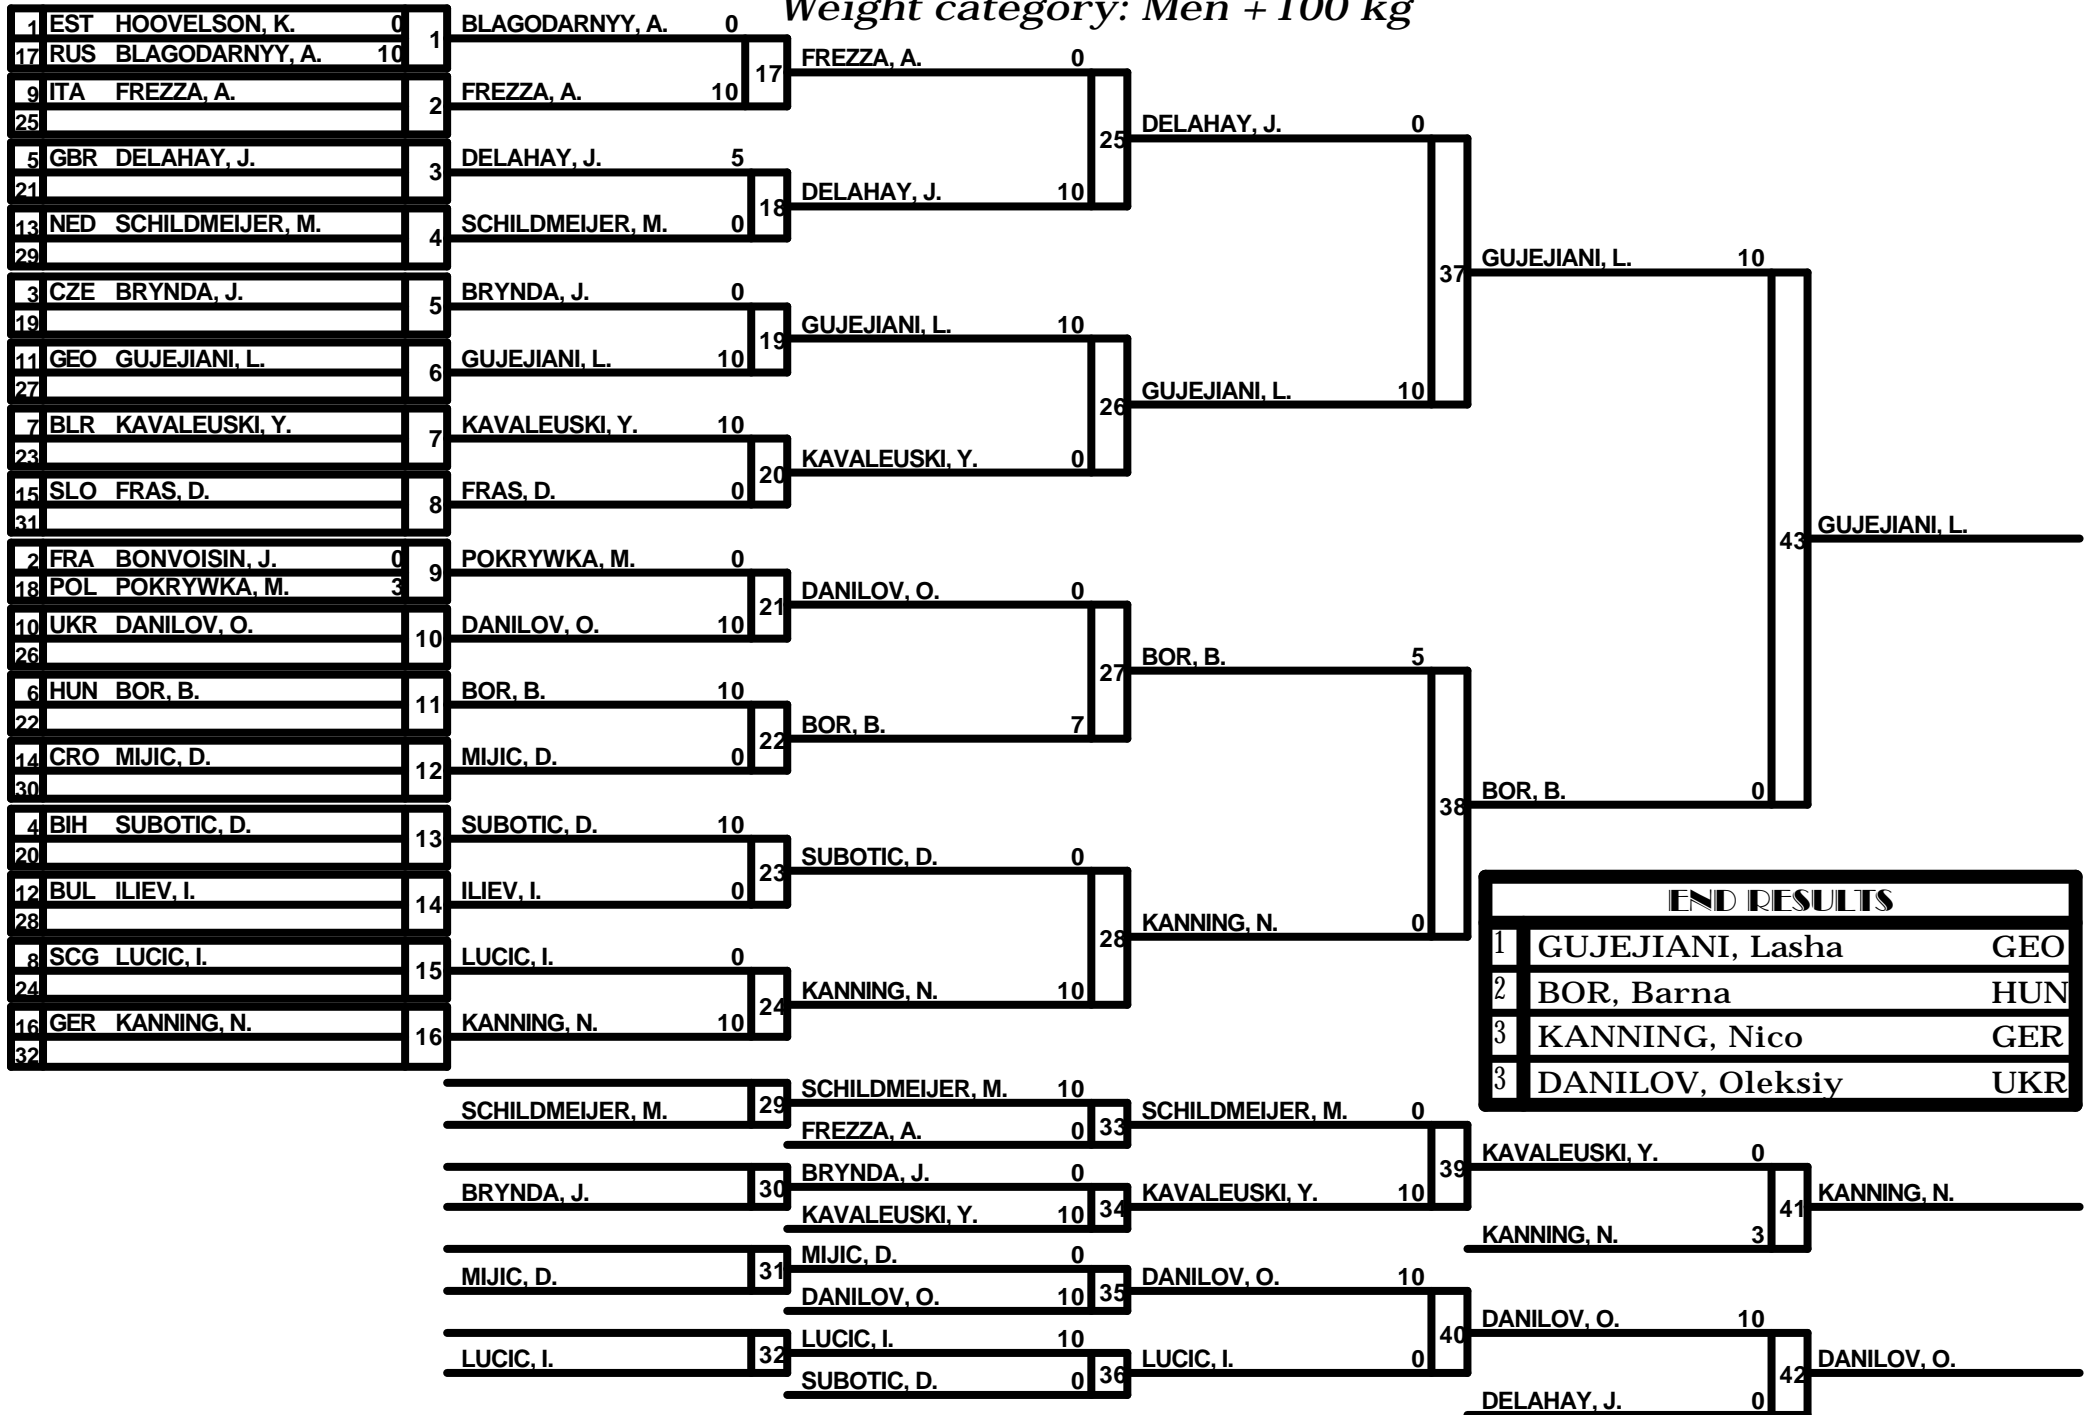 Weight category: Men +100 kg
1 EST HOOVELSON, K. 0
17 RUS BLAGODARNYY, A. 10
1
9 ITA FREZZA, A.
25
2
5 GBR DELAHAY, J.
21
3
13 NED SCHILDMEIJER, M.
29
4
3 CZE BRYNDA, J.
19
5
11 GEO GUJEJIANI, L.
27
6
7 BLR KAVALEUSKI, Y.
23
7
15 SLO FRAS, D.
31
8
2 FRA BONVOISIN, J. 0
18 POL POKRYWKA, M. 3
9
10 UKR DANILOV, O.
26
10
6 HUN BOR, B.
22
11
14 CRO MIJIC, D.
30
12
4 BIH SUBOTIC, D.
20
13
12 BUL ILIEV, I.
28
14
8 SCG LUCIC, I.
24
15
16 GER KANNING, N.
32
16
BLAGODARNYY, A. 0
FREZZA, A. 10
17
DELAHAY, J. 5
SCHILDMEIJER, M. 0
18
BRYNDA, J. 0
GUJEJIANI, L. 10
19
KAVALEUSKI, Y. 10
FRAS, D. 0
20
POKRYWKA, M. 0
DANILOV, O. 10
21
BOR, B. 10
MIJIC, D. 0
22
SUBOTIC, D. 10
ILIEV, I. 0
23
LUCIC, I. 0
KANNING, N. 10
24
FREZZA, A. 0
DELAHAY, J. 10
25
GUJEJIANI, L. 10
KAVALEUSKI, Y. 0
26
DANILOV, O. 0
BOR, B. 7
27
SUBOTIC, D. 0
KANNING, N. 10
28
DELAHAY, J. 0
GUJEJIANI, L. 10
37
BOR, B. 5
KANNING, N. 0
38
GUJEJIANI, L. 10
BOR, B. 0
43
GUJEJIANI, L.
END RESULTS
1 GUJEJIANI, Lasha GEO
2 BOR, Barna HUN
3 KANNING, Nico GER
3 DANILOV, Oleksiy UKR
SCHILDMEIJER, M. 29
BRYNDA, J. 30
MIJIC, D. 31
LUCIC, I. 32
SCHILDMEIJER, M. 10
FREZZA, A. 0
33
BRYNDA, J. 0
KAVALEUSKI, Y. 10
34
MIJIC, D. 0
DANILOV, O. 10
35
LUCIC, I. 10
SUBOTIC, D. 0
36
SCHILDMEIJER, M. 0
KAVALEUSKI, Y. 10
39
DANILOV, O. 10
LUCIC, I. 0
40
KAVALEUSKI, Y. 0
KANNING, N. 3
41
KANNING, N.
DANILOV, O. 10
DELAHAY, J. 0
42
DANILOV, O.